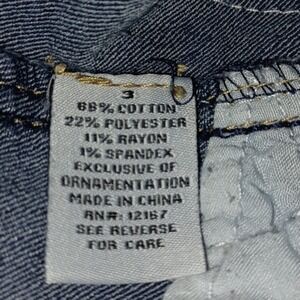 3
66% COTTON
22% POLYESTER
11% RAYON
1% SPANDEX
EXCLUSIVE OF
ORNAMENTATION
MADE IN CHINA
RN#: 12167
SEE REVERSE
FOR CARE